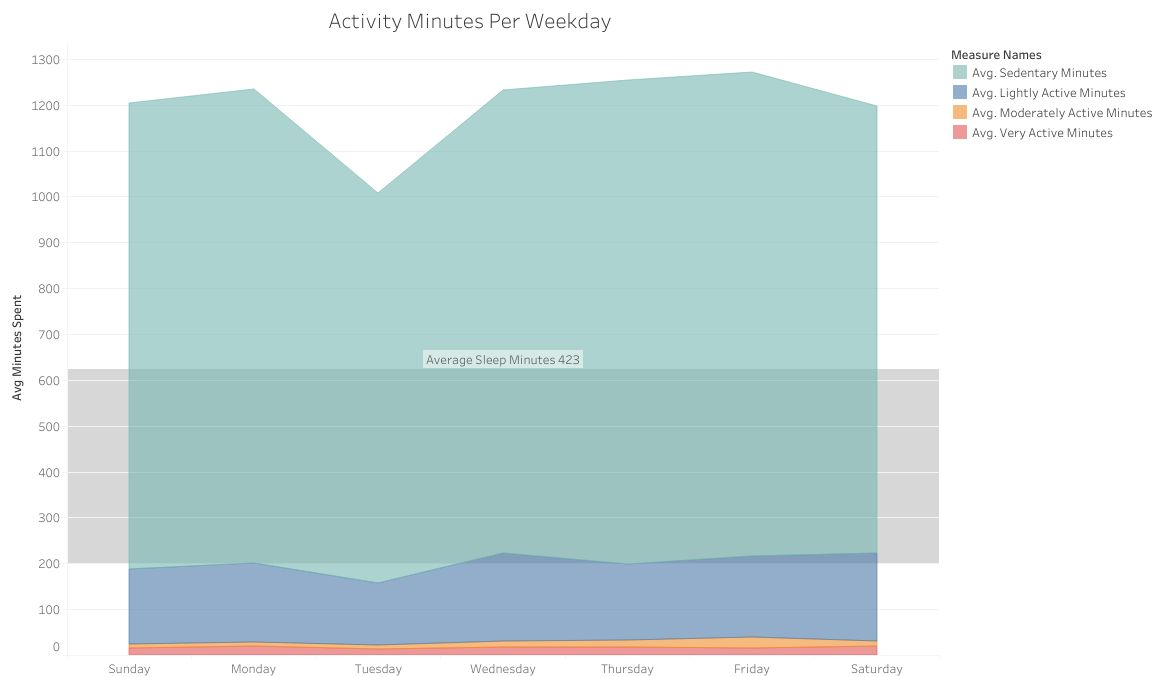 Activity Minutes Per Weekday
Measure Names
Avg. Sedentary Minutes
Avg. Lightly Active Minutes
Avg. Moderately Active Minutes
Avg. Very Active Minutes
Avg Minutes Spent
1300
1200
1100
1000
900
800
700
600
500
400
300
200
100
0
Average Sleep Minutes 423
Sunday Monday Tuesday Wednesday Thursday Friday Saturday